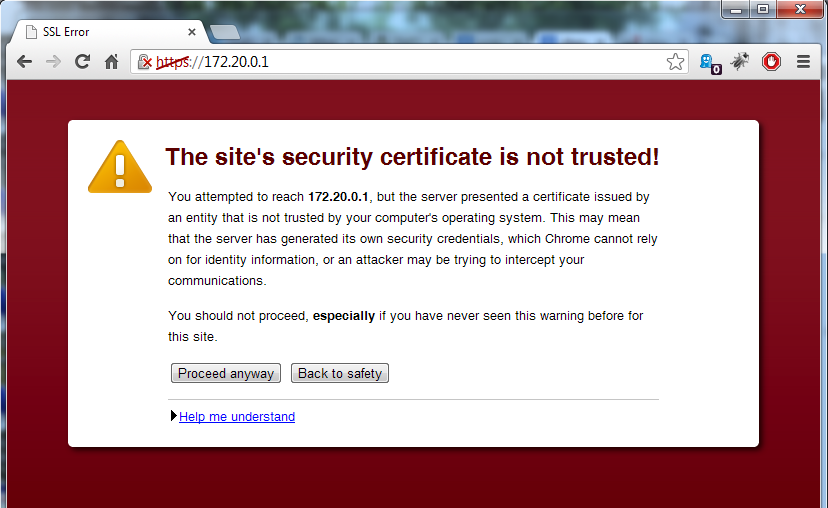 SSL Error
https://172.20.0.1
0
The site's security certificate is not trusted!
You attempted to reach 172.20.0.1, but the server presented a certificate issued by
an entity that is not trusted by your computer's operating system. This may mean
that the server has generated its own security credentials, which Chrome cannot rely
on for identity information, or an attacker may be trying to intercept your
communications.
You should not proceed, especially if you have never seen this warning before for
this site.
Proceed anyway Back to safety
Help me understand